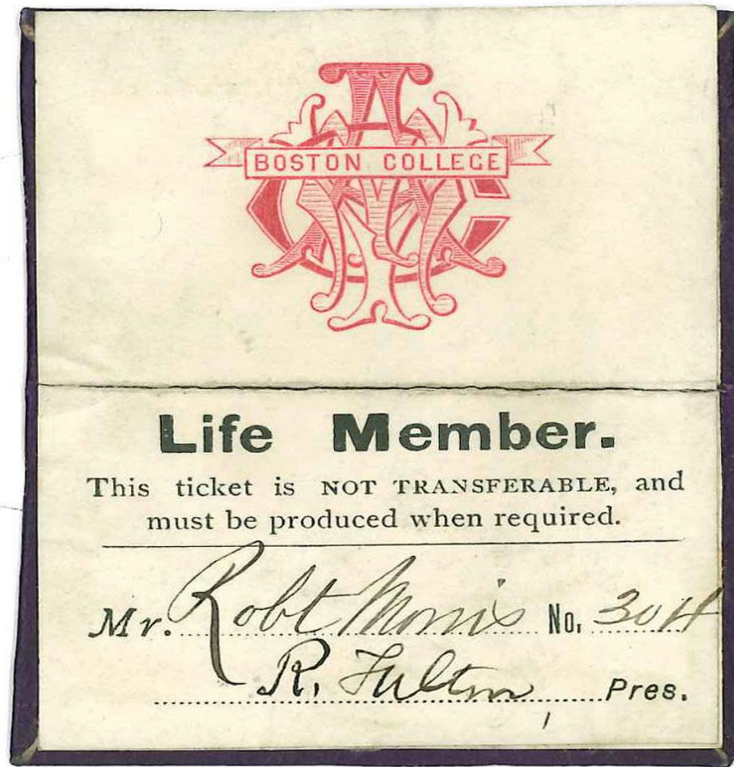 BOSTON COLLEGE
Life Member.
This ticket is NOT TRANSFERABLE, and
must be produced when required.
Mr. Robt Morris No. 304
R. Fulton, Pres.